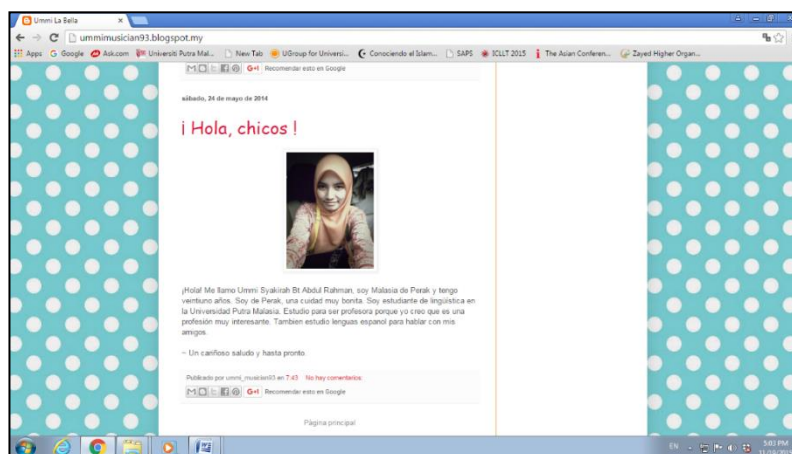 Ummi La Bella
ummimusician93.blogspot.my
Apps Google Ask.com Universiti Putra Mal... New Tab UGroup for Universi... Conociendo el Islam... SAPS ICLLT 2015 The Asian Conferen... Zayed Higher Organ...
G+1 Recomendar esto en Google
sábado, 24 de mayo de 2014
¡ Hola, chicos !
¡Hola! Me llamo Ummi Syakirah Bt Abdul Rahman, soy Malasia de Perak y tengo
veintiuno años. Soy de Perak, una cuidad muy bonita. Soy estudiante de lingüística en
la Universidad Putra Malasia. Estudio para ser profesora porque yo creo que es una
profesión muy interesante. Tambien estudio lenguas espanol para hablar con mis
amigos.
~ Un cariñoso saludo y hasta pronto
Publicado por ummi_musician93 en 7:43 No hay comentarios
G+1 Recomendar esto en Google
Página principal
EN
5:03 PM